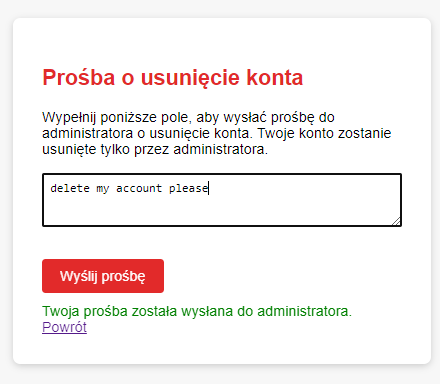 Prośba o usunięcie konta
Wypełnij poniższe pole, aby wysłać prośbę do
administratora o usunięcie konta. Twoje konto zostanie
usunięte tylko przez administratora.
delete my account please
Wyślij prośbę
Twoja prośba została wysłana do administratora.
Powrót